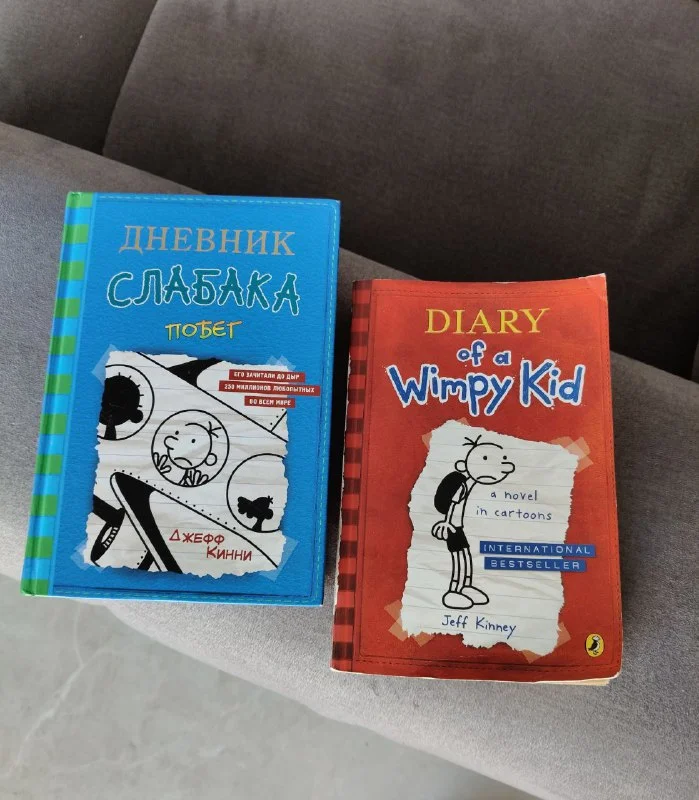 ДНЕВНИК
СЛАБАКА
ПОБЕГ
ЕГО ЗАЧИТАЛИ ДО ДЫР
250 МИЛЛИОНОВ ЛЮБОПЫТНЫХ
ВО ВСЕМ МИРЕ
ДЖЕФФ
КИННИ
DIARY
of a
Wimpy Kid
a novel
in cartoons
INTERNATIONAL
BESTSELLER
Jeff Kinney